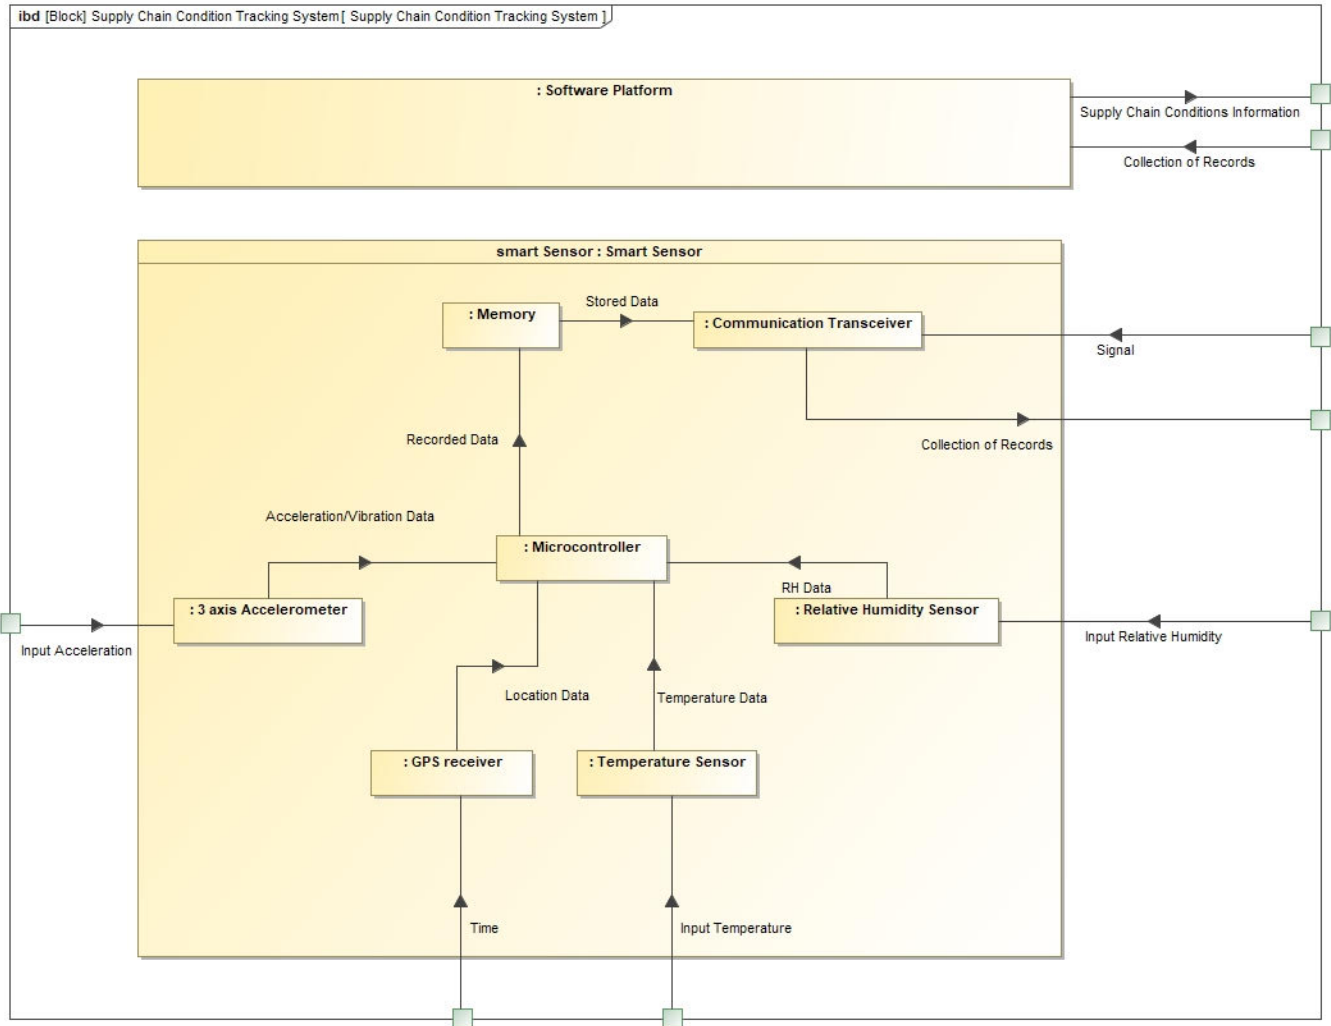 ibd [Block] Supply Chain Condition Tracking System [ Supply Chain Condition Tracking System ]
: Software Platform
Supply Chain Conditions Information
Collection of Records
smart Sensor : Smart Sensor
Stored Data
: Memory
: Communication Transceiver
Signal
Recorded Data
Collection of Records
Acceleration/Vibration Data
: Microcontroller
RH Data
: 3 axis Accelerometer
: Relative Humidity Sensor
Input Acceleration
Input Relative Humidity
Location Data
Temperature Data
: GPS receiver
: Temperature Sensor
Time
Input Temperature